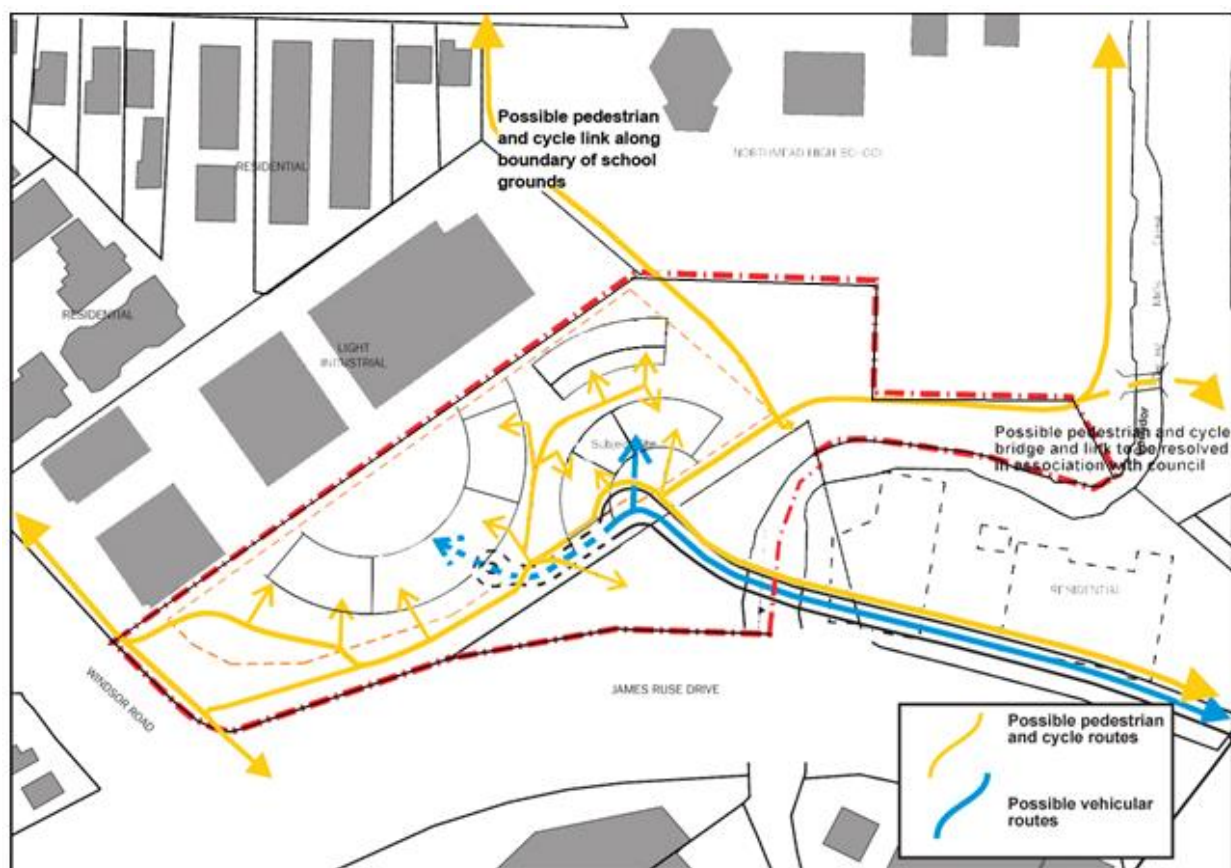 Possible pedestrian
and cycle link along
boundary of school
grounds
NORTHMEAD HIGH SCHOOL
RESIDENTIAL
RESIDENTIAL
LIGHT
INDUSTRIAL
Possible pedestrian and cycle
bridge and link to be resolved
in association with council
RESIDENTIAL
WINDSOR ROAD
JAMES RUSE DRIVE
Possible pedestrian
and cycle routes
Possible vehicular
routes